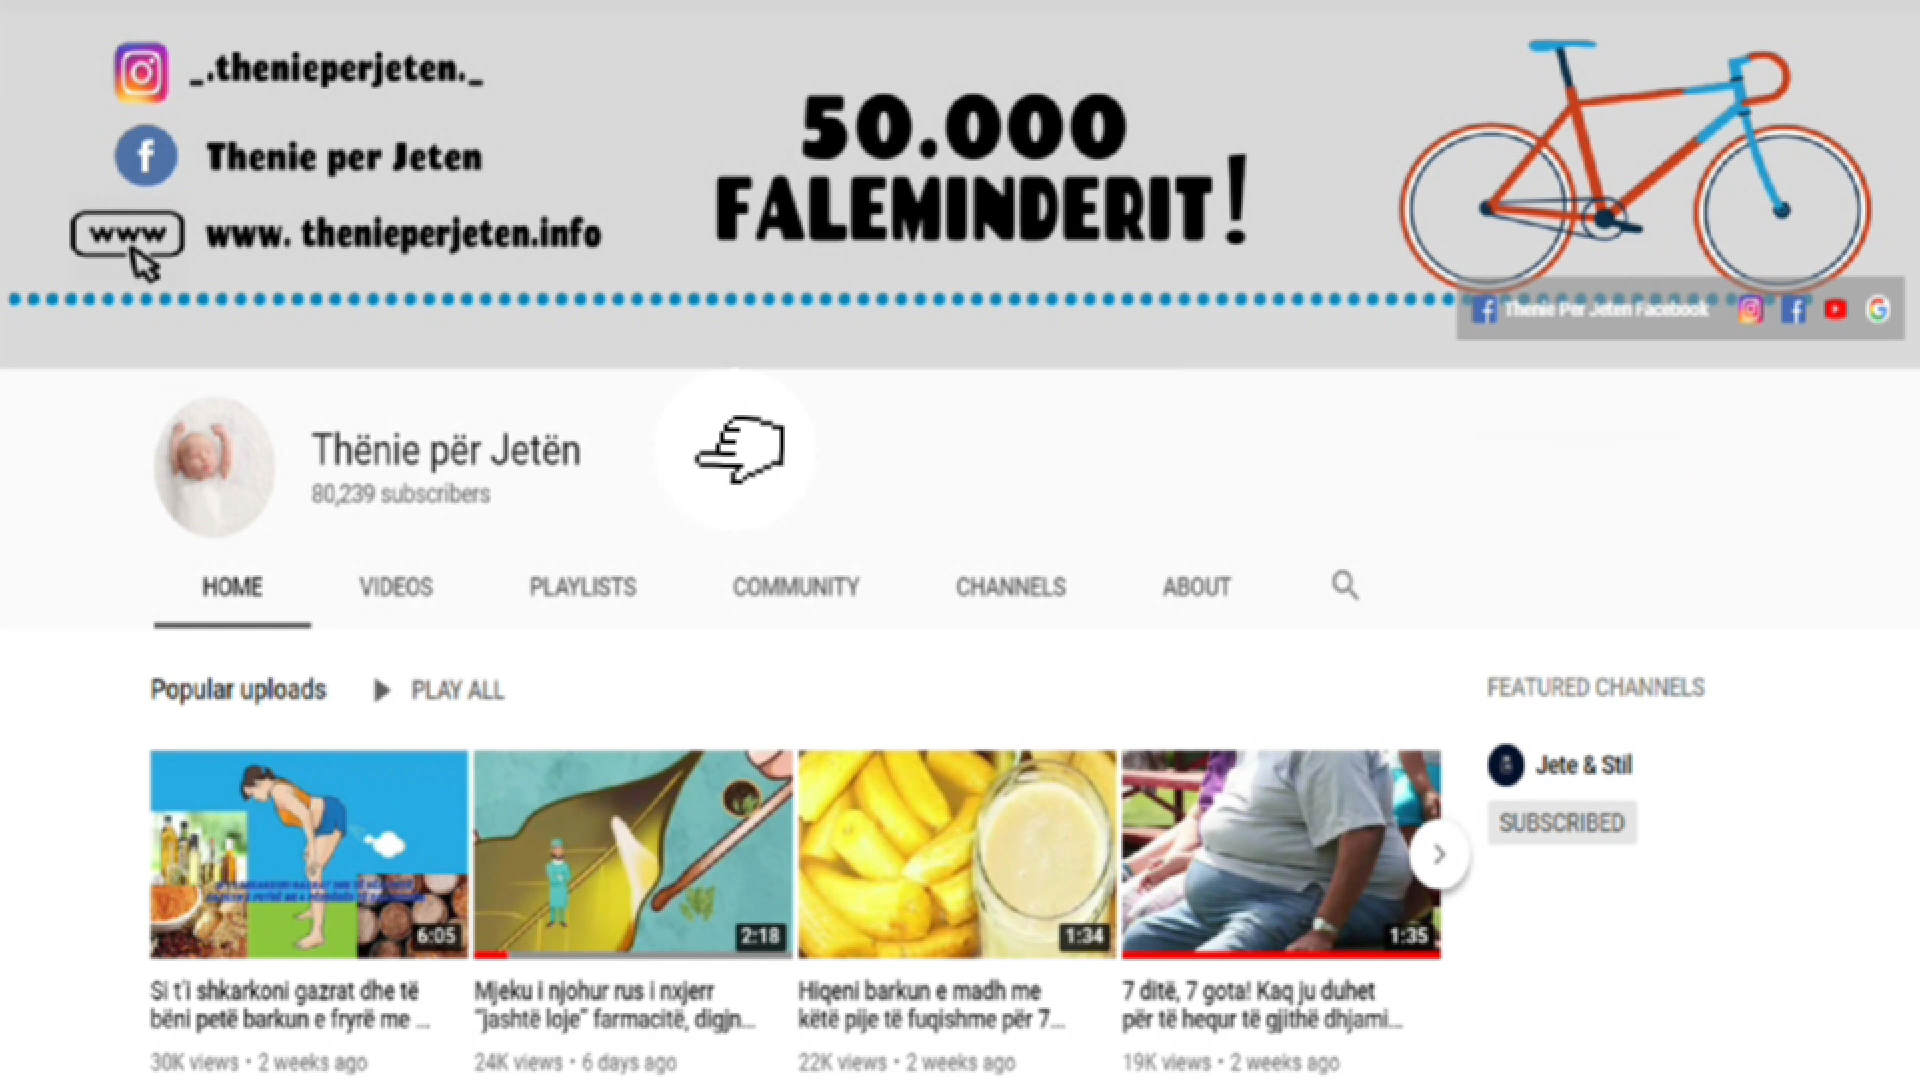 _.thenieperjeten._
Thenie per Jeten
www
www. thenieperjeten.info
50.000
FALEMINDERIT!
Thenie Per Jeten Facebook
Thënie për Jetën
80,239 subscribers
HOME VIDEOS PLAYLISTS COMMUNITY CHANNELS ABOUT
Popular uploads PLAY ALL
FEATURED CHANNELS
Jete & Stil
SUBSCRIBED
6:05
2:18
1:34
1:35
Si t'i shkarkoni gazrat dhe të
bëni petë barkun e fryrë me ...
30K views • 2 weeks ago
Mjeku i njohur rus i nxjerr
"jashtë loje" farmacitë, digjn...
24K views • 6 days ago
Hiqeni barkun e madh me
këtë pije të fuqishme për 7...
22K views • 2 weeks ago
7 ditë, 7 gota! Kaq ju duhet
për të hequr të gjithë dhjami...
19K views • 2 weeks ago